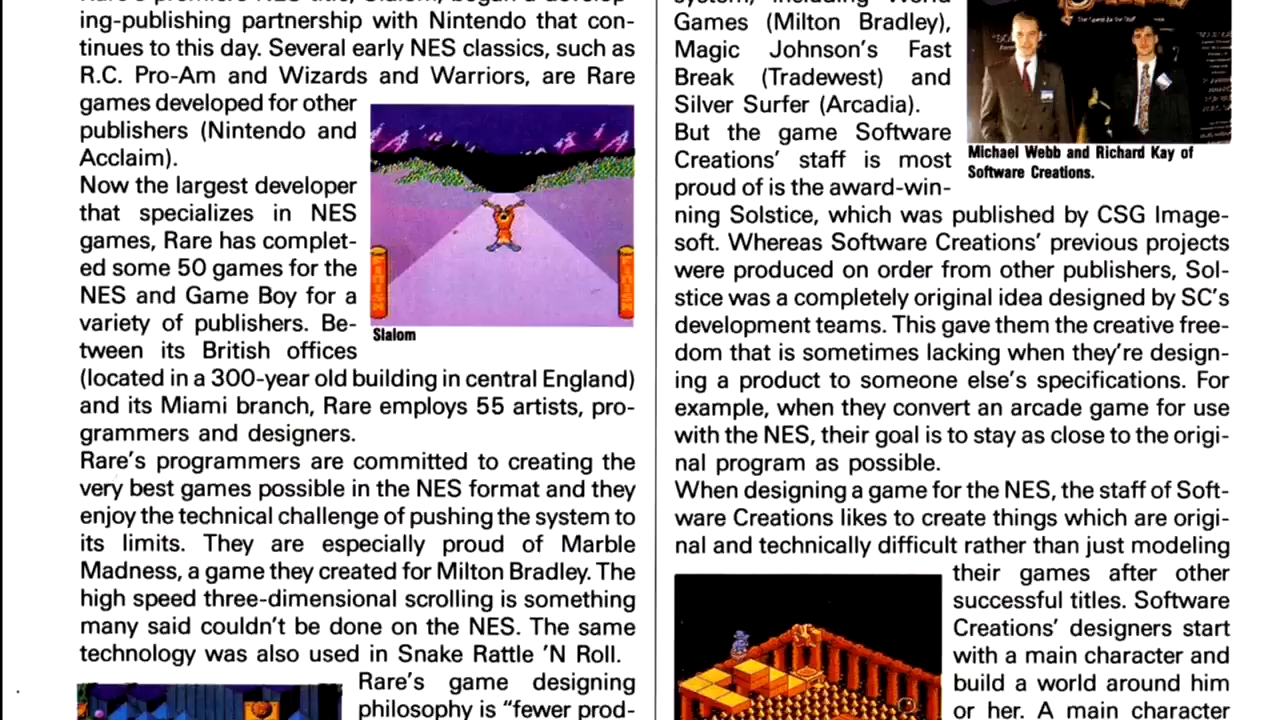 Rare's premiere NES title, Slalom, began a develop-
ing-publishing partnership with Nintendo that con-
tinues to this day. Several early NES classics, such as
R.C. Pro-Am and Wizards and Warriors, are Rare
games developed for other
publishers (Nintendo and
Acclaim).
Now the largest developer
that specializes in NES
games, Rare has complet-
ed some 50 games for the
NES and Game Boy for a
variety of publishers. Be-
tween its British offices
(located in a 300-year old building in central England)
and its Miami branch, Rare employs 55 artists, pro-
grammers and designers.
Rare's programmers are committed to creating the
very best games possible in the NES format and they
enjoy the technical challenge of pushing the system to
its limits. They are especially proud of Marble
Madness, a game they created for Milton Bradley. The
high speed three-dimensional scrolling is something
many said couldn't be done on the NES. The same
technology was also used in Snake Rattle 'N Roll.
Rare's game designing
philosophy is "fewer prod-
Slalom
system, including World
Games (Milton Bradley),
Magic Johnson's Fast
Break (Tradewest) and
Silver Surfer (Arcadia).
But the game Software
Creations' staff is most
proud of is the award-win-
ning Solstice, which was published by CSG Image-
soft. Whereas Software Creations' previous projects
were produced on order from other publishers, Sol-
stice was a completely original idea designed by SC's
development teams. This gave them the creative free-
dom that is sometimes lacking when they're design-
ing a product to someone else's specifications. For
example, when they convert an arcade game for use
with the NES, their goal is to stay as close to the origi-
nal program as possible.
When designing a game for the NES, the staff of Soft-
ware Creations likes to create things which are origi-
nal and technically difficult rather than just modeling
their games after other
successful titles. Software
Creations' designers start
with a main character and
build a world around him
or her. A main character
Michael Webb and Richard Kay of
Software Creations.